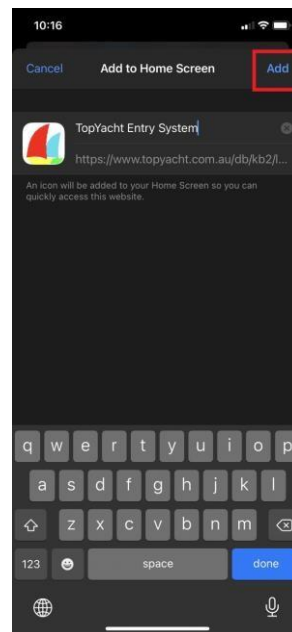 10:16
Cancel Add to Home Screen Add
TopYacht Entry System
https://www.topyacht.com.au/db/kb2/l...
An icon will be added to your Home Screen so you can
quickly access this website.
q w e r t y u i o p
a s d f g h j k l
z x c v b n m
123 space done